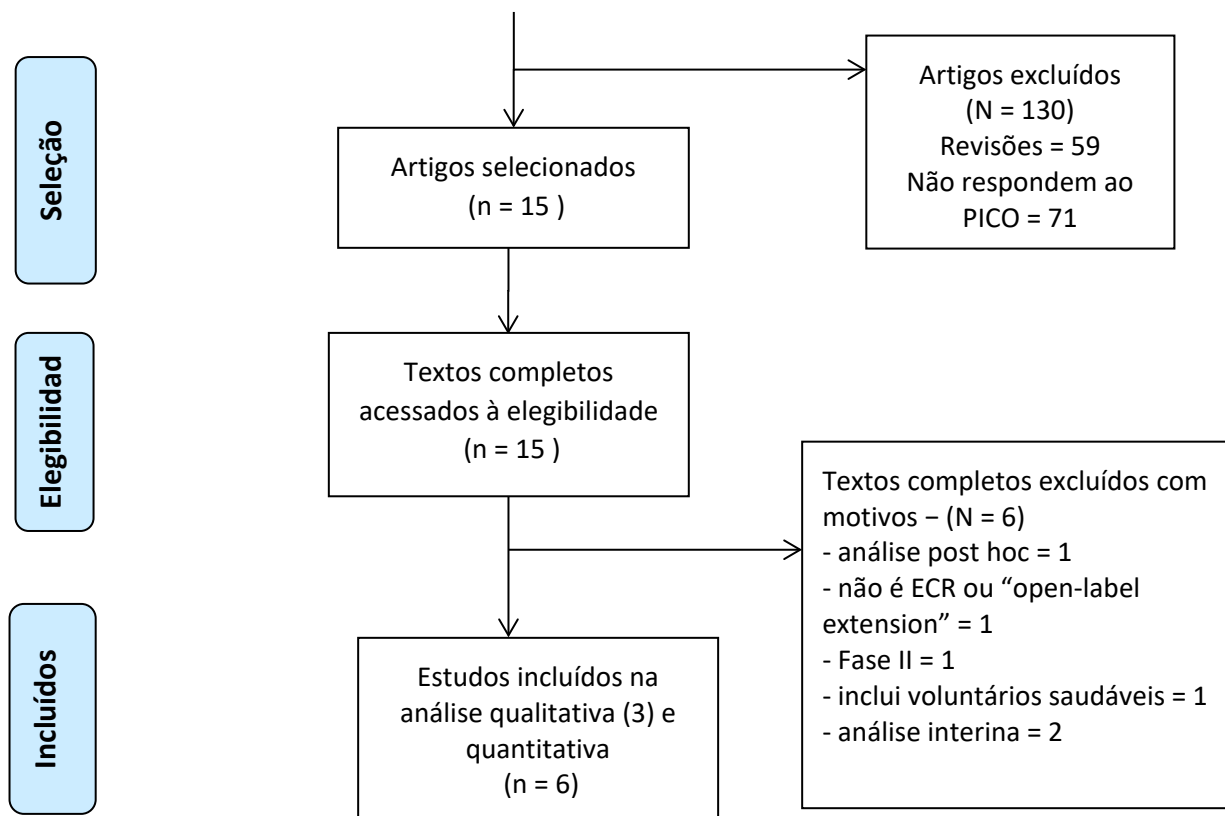 Seleção
Artigos excluídos
(N = 130)
Revisões = 59
Não respondem ao
PICO = 71
Artigos selecionados
(n = 15 )
Elegibilidad
Textos completos
acessados à elegibilidade
(n = 15 )
Textos completos excluídos com
motivos – (N = 6)
- análise post hoc = 1
- não é ECR ou “open-label
extension” = 1
- Fase II = 1
- inclui voluntários saudáveis = 1
- análise interina = 2
Incluídos
Estudos incluídos na
análise qualitativa (3) e
quantitativa
(n = 6)